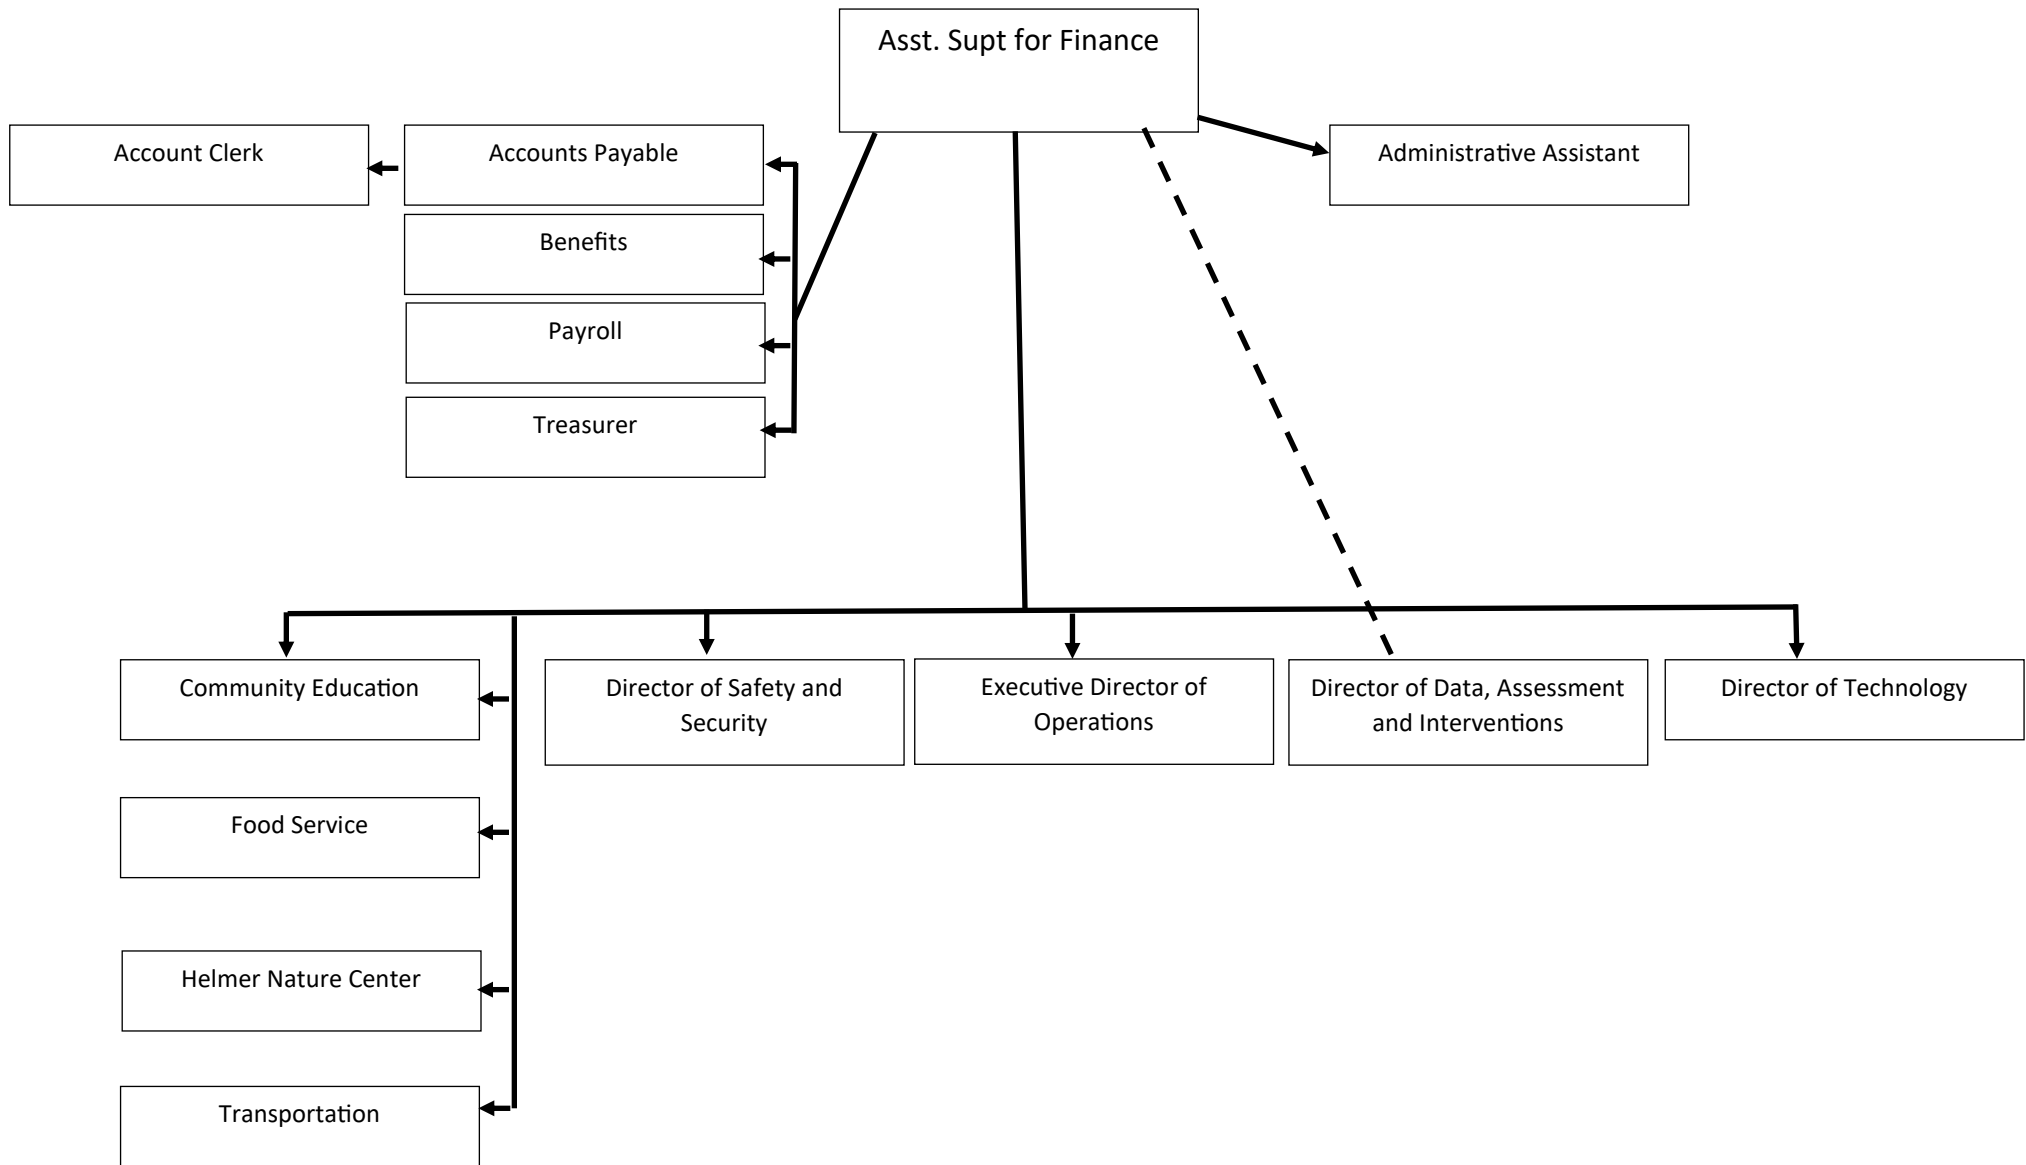 Asst. Supt for Finance
Account Clerk
Accounts Payable
Administrative Assistant
Benefits
Payroll
Treasurer
Community Education
Director of Safety and
Security
Executive Director of
Operations
Director of Data, Assessment
and Interventions
Director of Technology
Food Service
Helmer Nature Center
Transportation